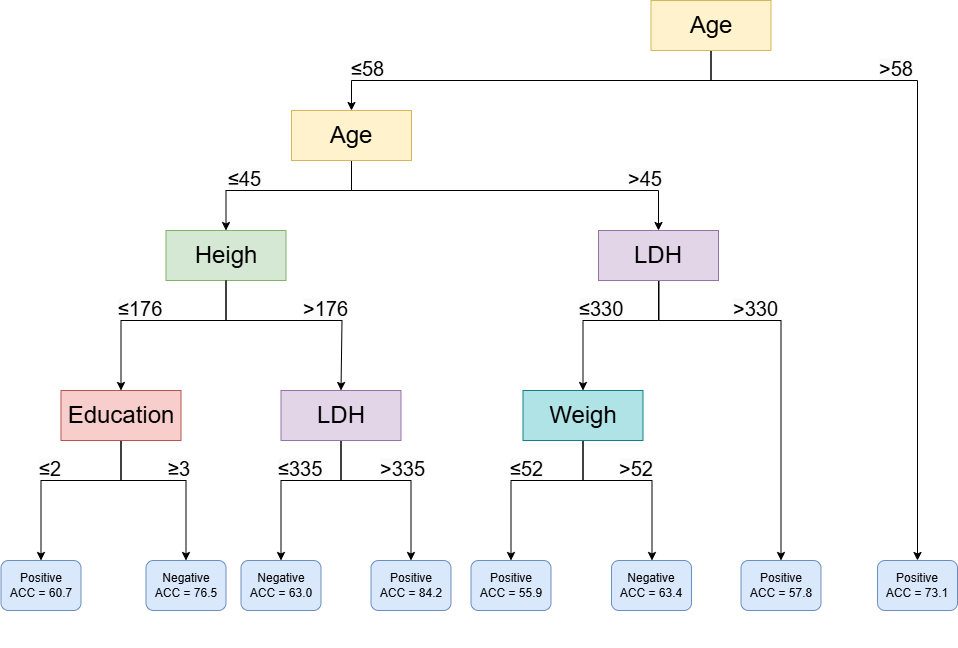 Age
≤58
>58
Age
≤45
>45
Heigh
LDH
≤176
>176
≤330
>330
Education
LDH
Weigh
≤2
≥3
≤335
>335
≤52
>52
Positive
ACC = 60.7
Negative
ACC = 76.5
Negative
ACC = 63.0
Positive
ACC = 84.2
Positive
ACC = 55.9
Negative
ACC = 63.4
Positive
ACC = 57.8
Positive
ACC = 73.1